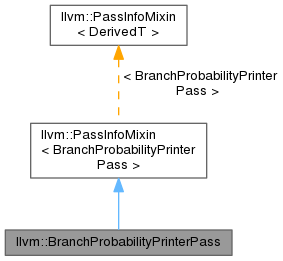 llvm::PassInfoMixin
< DerivedT >
< BranchProbabilityPrinter
Pass >
llvm::PassInfoMixin
< BranchProbabilityPrinter
Pass >
llvm::BranchProbabilityPrinterPass